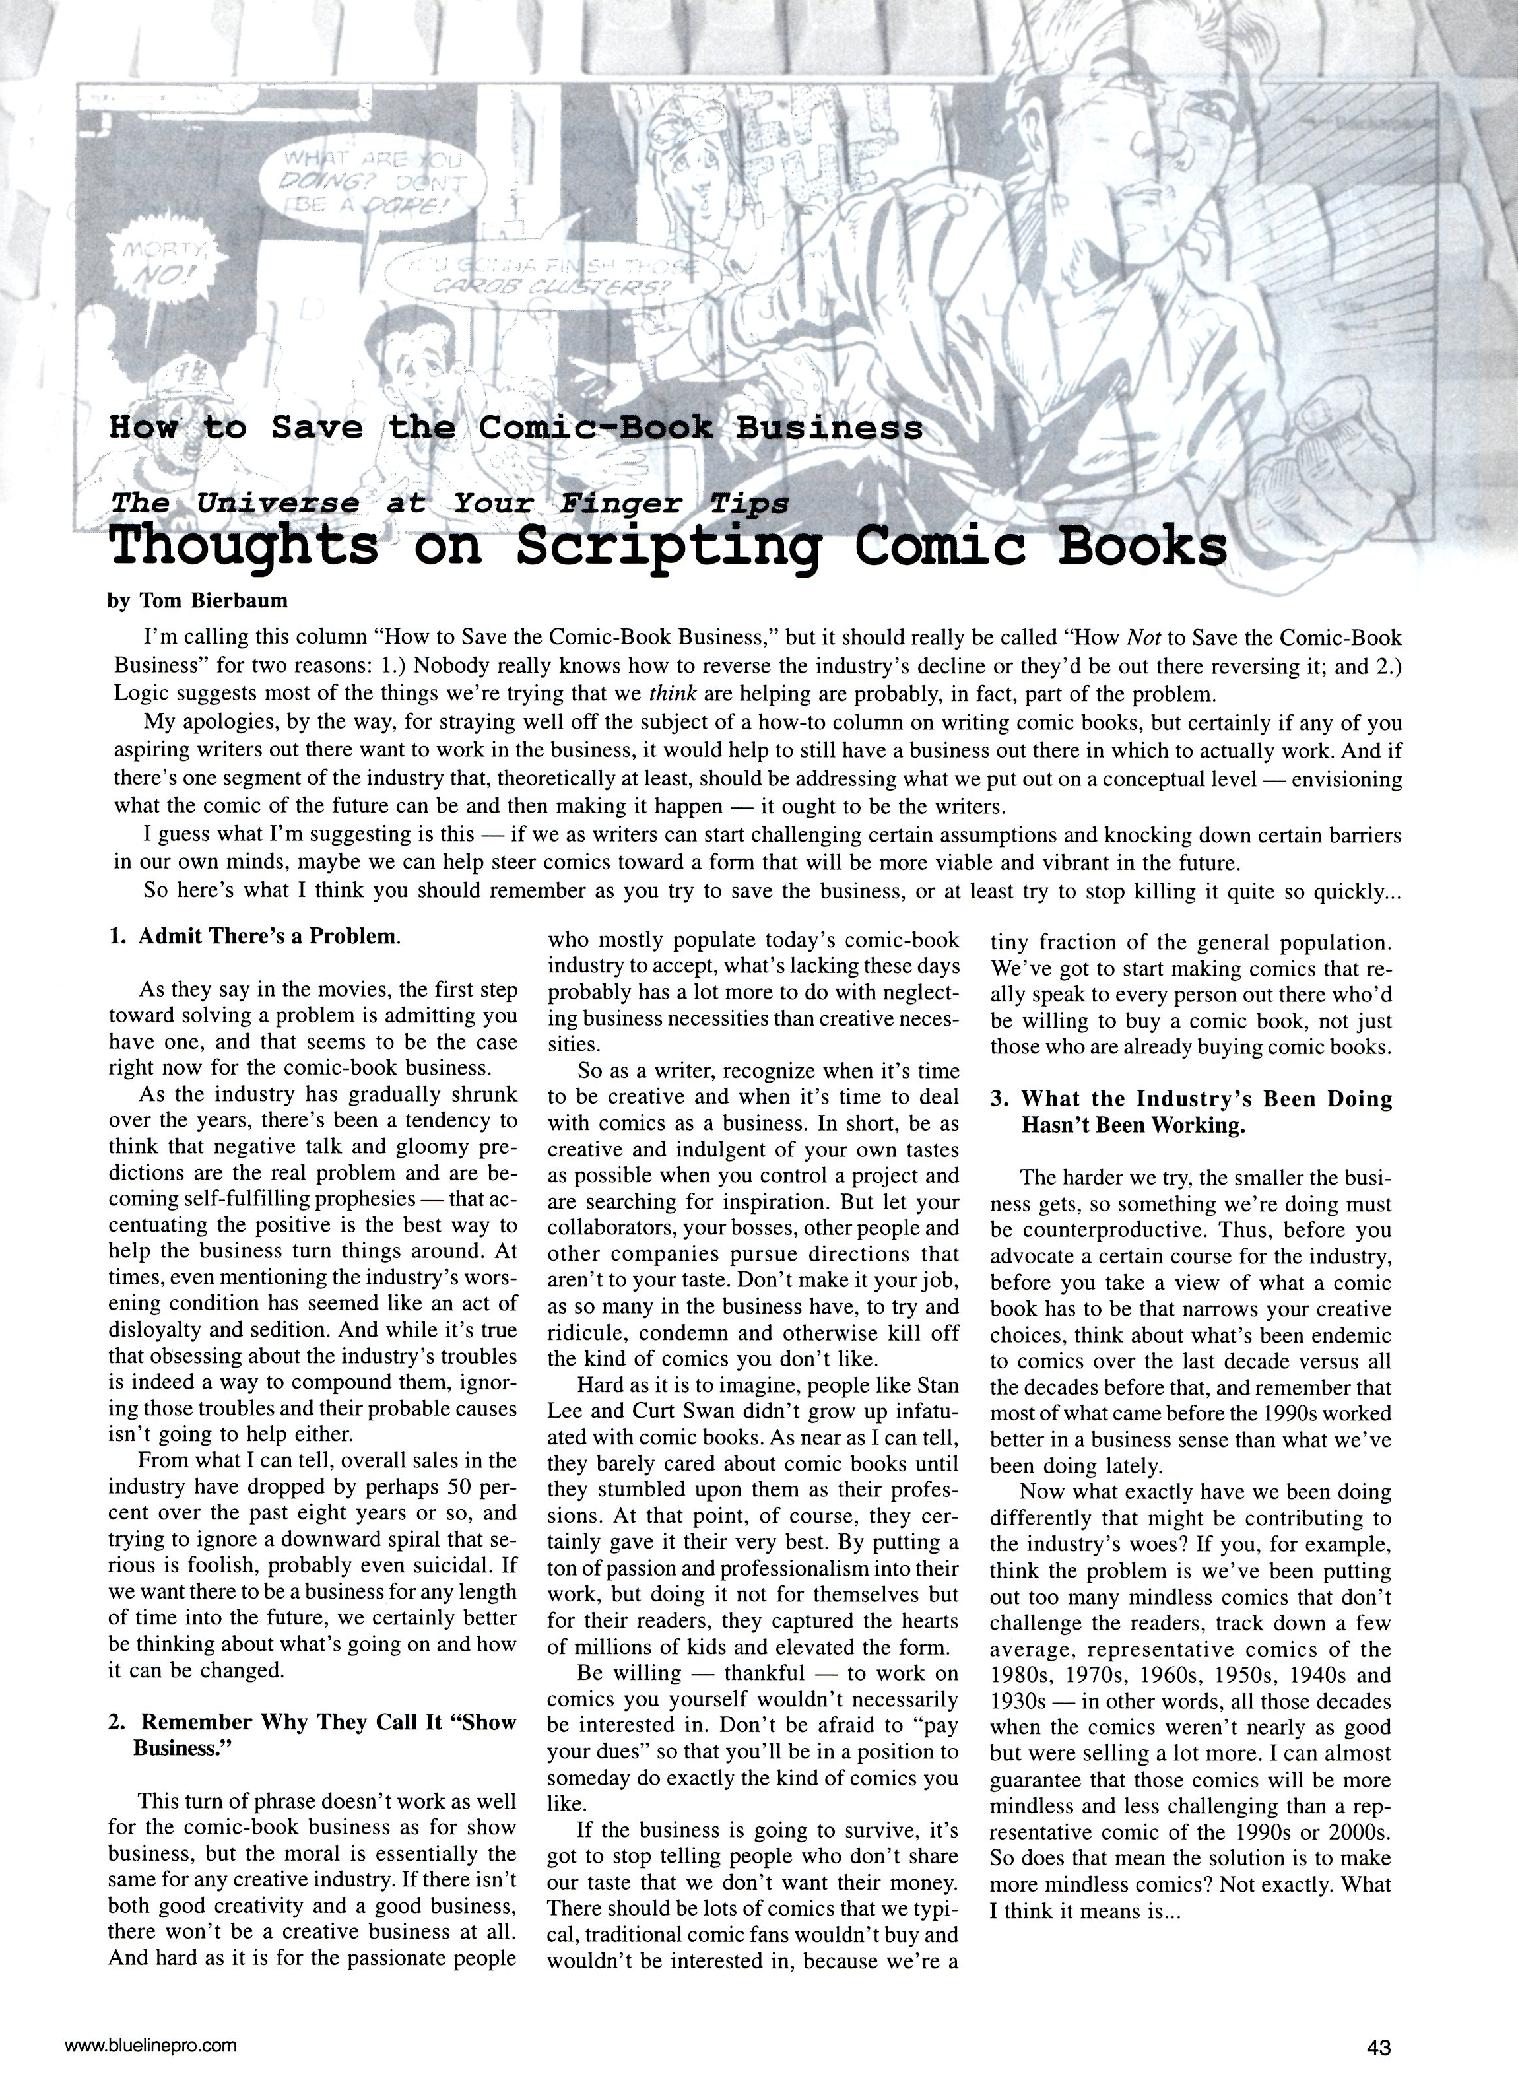 WHAT ARE YOU
DOING? DON'T
BE A DOPE!
MORTY,
NO!
YOU GONNA FINISH THOSE
CAROB CLUSTERS?
How to Save the Comic-Book Business
The Universe at Your Finger Tips
Thoughts on Scripting Comic Books
by Tom Bierbaum
I'm calling this column “How to Save the Comic-Book Business,” but it should really be called “How Not to Save the Comic-Book
Business” for two reasons: 1.) Nobody really knows how to reverse the industry's decline or they'd be out there reversing it; and 2.)
Logic suggests most of the things we're trying that we think are helping are probably, in fact, part of the problem.
My apologies, by the way, for straying well off the subject of a how-to column on writing comic books, but certainly if any of you
aspiring writers out there want to work in the business, it would help to still have a business out there in which to actually work. And if
there's one segment of the industry that, theoretically at least, should be addressing what we put out on a conceptual level — envisioning
what the comic of the future can be and then making it happen — it ought to be the writers.
I guess what I'm suggesting is this — if we as writers can start challenging certain assumptions and knocking down certain barriers
in our own minds, maybe we can help steer comics toward a form that will be more viable and vibrant in the future.
So here's what I think you should remember as you try to save the business, or at least try to stop killing it quite so quickly...
1. Admit There's a Problem.
As they say in the movies, the first step
toward solving a problem is admitting you
have one, and that seems to be the case
right now for the comic-book business.
As the industry has gradually shrunk
over the years, there's been a tendency to
think that negative talk and gloomy pre-
dictions are the real problem and are be-
coming self-fulfilling prophesies — that ac-
centuating the positive is the best way to
help the business turn things around. At
times, even mentioning the industry's wors-
ening condition has seemed like an act of
disloyalty and sedition. And while it's true
that obsessing about the industry's troubles
is indeed a way to compound them, ignor-
ing those troubles and their probable causes
isn't going to help either.
From what I can tell, overall sales in the
industry have dropped by perhaps 50 per-
cent over the past eight years or so, and
trying to ignore a downward spiral that se-
rious is foolish, probably even suicidal. If
we want there to be a business for any length
of time into the future, we certainly better
be thinking about what's going on and how
it can be changed.
2. Remember Why They Call It “Show
Business.”
This turn of phrase doesn't work as well
for the comic-book business as for show
business, but the moral is essentially the
same for any creative industry. If there isn't
both good creativity and a good business,
there won't be a creative business at all.
And hard as it is for the passionate people
who mostly populate today's comic-book
industry to accept, what's lacking these days
probably has a lot more to do with neglect-
ing business necessities than creative neces-
sities.
So as a writer, recognize when it's time
to be creative and when it's time to deal
with comics as a business. In short, be as
creative and indulgent of your own tastes
as possible when you control a project and
are searching for inspiration. But let your
collaborators, your bosses, other people and
other companies pursue directions that
aren't to your taste. Don't make it your job,
as so many in the business have, to try and
ridicule, condemn and otherwise kill off
the kind of comics you don't like.
Hard as it is to imagine, people like Stan
Lee and Curt Swan didn't grow up infatu-
ated with comic books. As near as I can tell,
they barely cared about comic books until
they stumbled upon them as their profes-
sions. At that point, of course, they cer-
tainly gave it their very best. By putting a
ton of passion and professionalism into their
work, but doing it not for themselves but
for their readers, they captured the hearts
of millions of kids and elevated the form.
Be willing — thankful — to work on
comics you yourself wouldn't necessarily
be interested in. Don't be afraid to “pay
your dues” so that you'll be in a position to
someday do exactly the kind of comics you
like.
If the business is going to survive, it's
got to stop telling people who don't share
our taste that we don't want their money.
There should be lots of comics that we typi-
cal, traditional comic fans wouldn't buy and
wouldn't be interested in, because we're a
tiny fraction of the general population.
We've got to start making comics that re-
ally speak to every person out there who'd
be willing to buy a comic book, not just
those who are already buying comic books.
3. What the Industry's Been Doing
Hasn't Been Working.
The harder we try, the smaller the busi-
ness gets, so something we're doing must
be counterproductive. Thus, before you
advocate a certain course for the industry,
before you take a view of what a comic
book has to be that narrows your creative
choices, think about what's been endemic
to comics over the last decade versus all
the decades before that, and remember that
most of what came before the 1990s worked
better in a business sense than what we've
been doing lately.
Now what exactly have we been doing
differently that might be contributing to
the industry's woes? If you, for example,
think the problem is we've been putting
out too many mindless comics that don't
challenge the readers, track down a few
average, representative comics of the
1980s, 1970s, 1960s, 1950s, 1940s and
1930s — in other words, all those decades
when the comics weren't nearly as good
but were selling a lot more. I can almost
guarantee that those comics will be more
mindless and less challenging than a rep-
resentative comic of the 1990s or 2000s.
So does that mean the solution is to make
more mindless comics? Not exactly. What
I think it means is...
www.bluelinepro.com
43